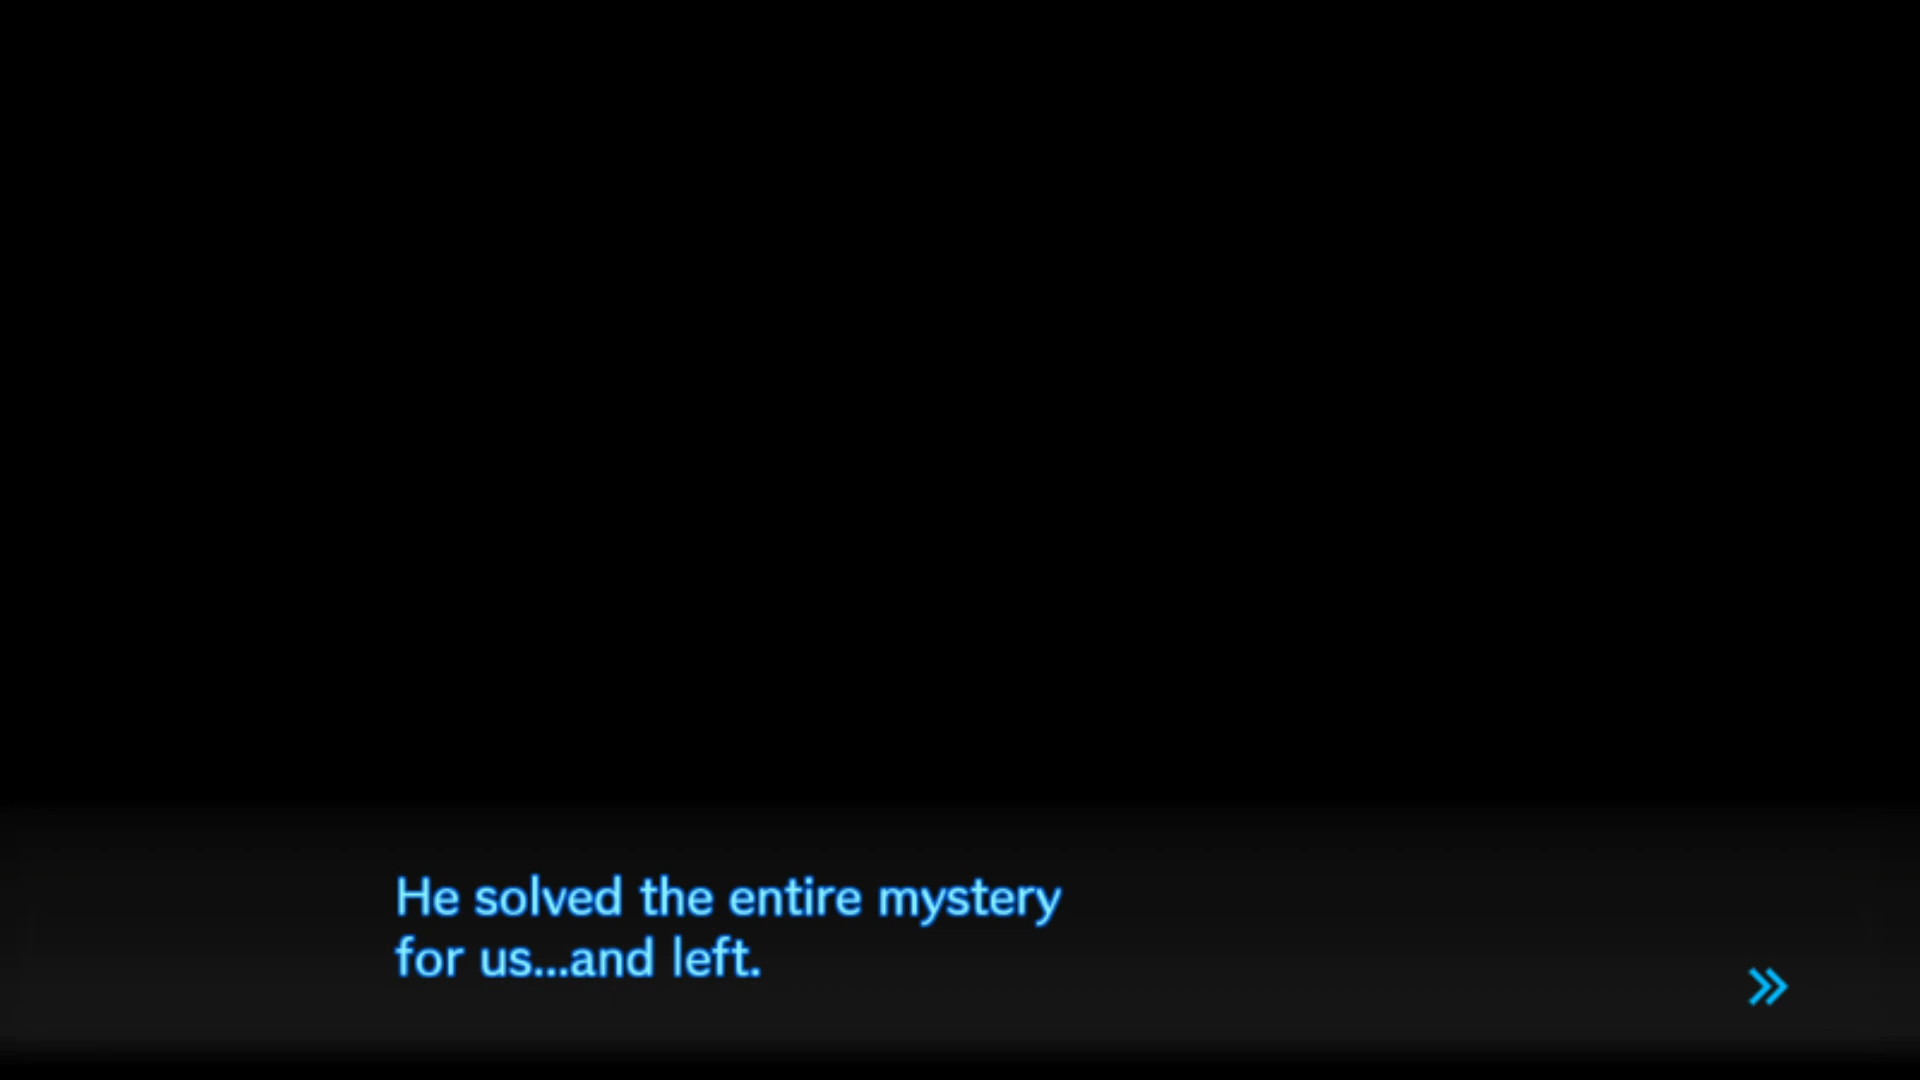 He solved the entire mystery
for us...and left.